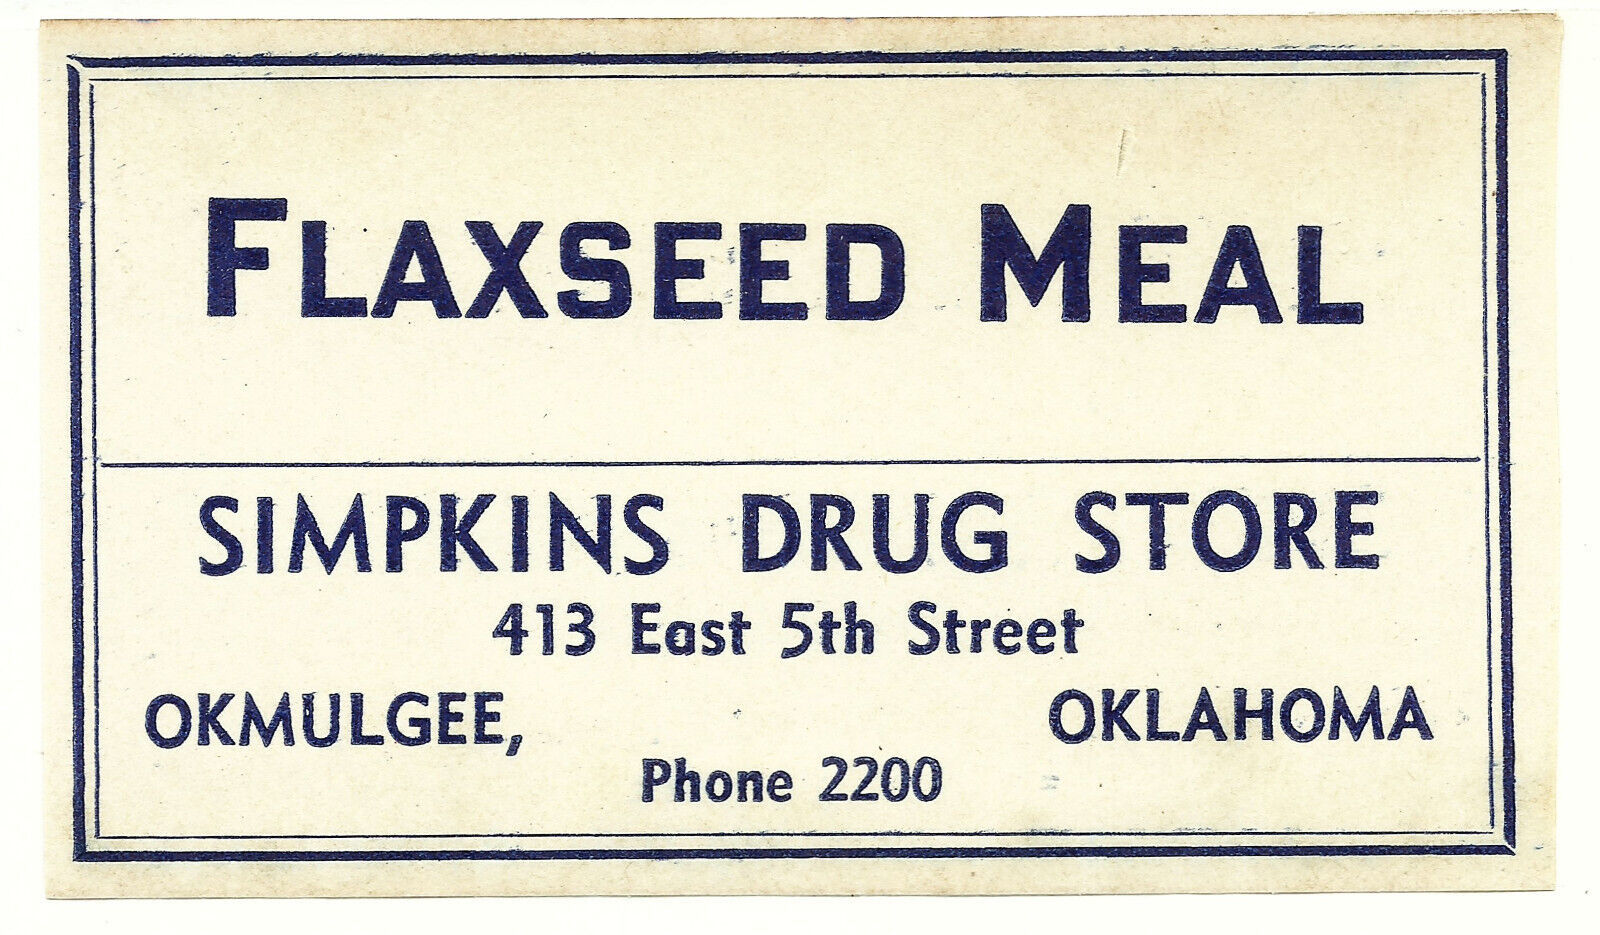 FLAXSEED MEAL
SIMPKINS DRUG STORE
413 East 5th Street
OKMULGEE, OKLAHOMA
Phone 2200